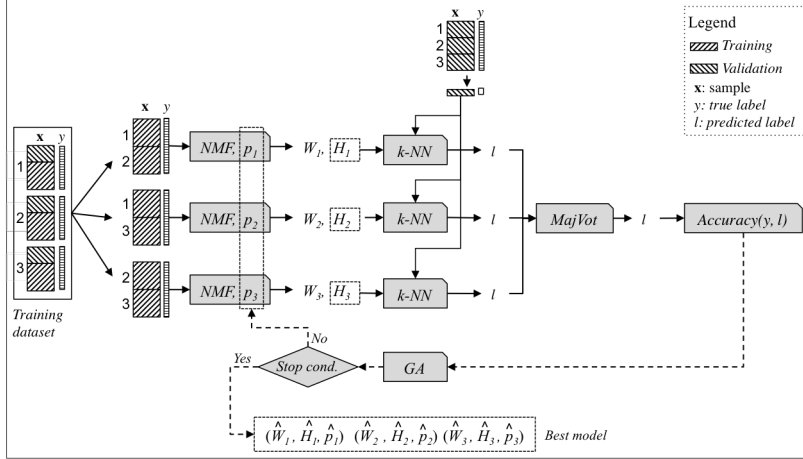 x y
1
2
3
Legend
Training
Validation
x: sample
y: true label
l: predicted label
x y
1
2
3
Training
dataset
x y
1
2
NMF, p₁
W₁, H₁
k-NN
l
1
3
NMF, p₂
W₂, H₂
k-NN
l
MajVot
l
Accuracy(y, l)
2
3
NMF, p₃
W₃, H₃
k-NN
l
No
Yes
Stop cond.
GA
(Ŵ₁, Ĥ₁, p̂₁) (Ŵ₂, Ĥ₂, p̂₂) (Ŵ₃, Ĥ₃, p̂₃)
Best model